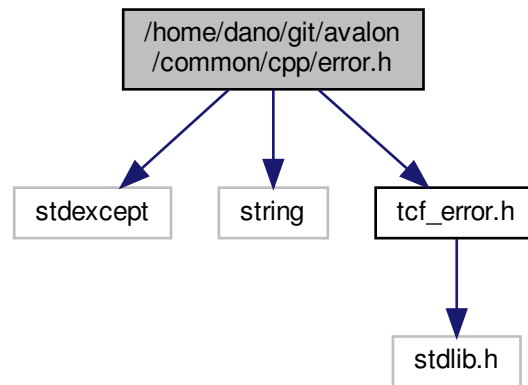 /home/dano/git/avalon
/common/cpp/error.h
stdexcept
string
tcf_error.h
stdlib.h